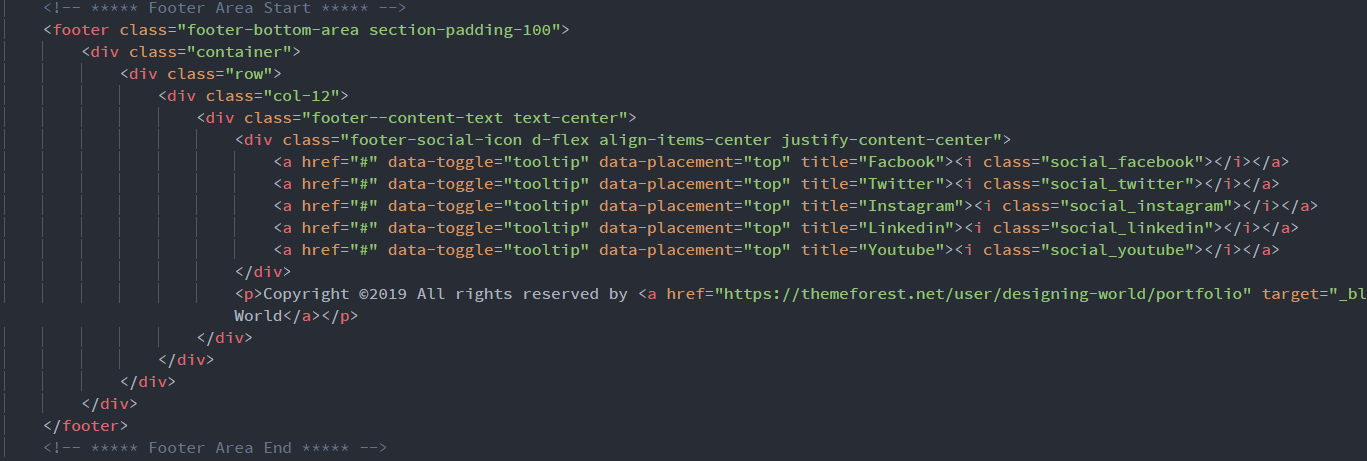 <!-- ***** Footer Area Start ***** -->
<footer class="footer-bottom-area section-padding-100">
<div class="container">
<div class="row">
<div class="col-12">
<div class="footer--content-text text-center">
<div class="footer-social-icon d-flex align-items-center justify-content-center">
<a href="#" data-toggle="tooltip" data-placement="top" title="Facbook"><i class="social_facebook"></i></a>
<a href="#" data-toggle="tooltip" data-placement="top" title="Twitter"><i class="social_twitter"></i></a>
<a href="#" data-toggle="tooltip" data-placement="top" title="Instagram"><i class="social_instagram"></i></a>
<a href="#" data-toggle="tooltip" data-placement="top" title="Linkedin"><i class="social_linkedin"></i></a>
<a href="#" data-toggle="tooltip" data-placement="top" title="Youtube"><i class="social_youtube"></i></a>
</div>
<p>Copyright ©2019 All rights reserved by <a href="https://themeforest.net/user/designing-world/portfolio" target="_bl
World</a></p>
</div>
</div>
</div>
</div>
</footer>
<!-- ***** Footer Area End ***** -->